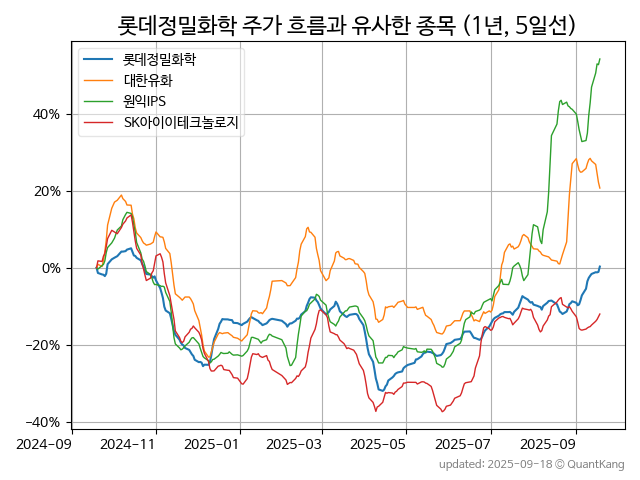 롯데정밀화학 주가 흐름과 유사한 종목 (1년, 5일선)
롯데정밀화학
대한유화
원익IPS
SK아이이테크놀로지
40%
20%
0%
−20%
−40%
2024-09 2024-11 2025-01 2025-03 2025-05 2025-07 2025-09
updated: 2025-09-18 © QuantKang